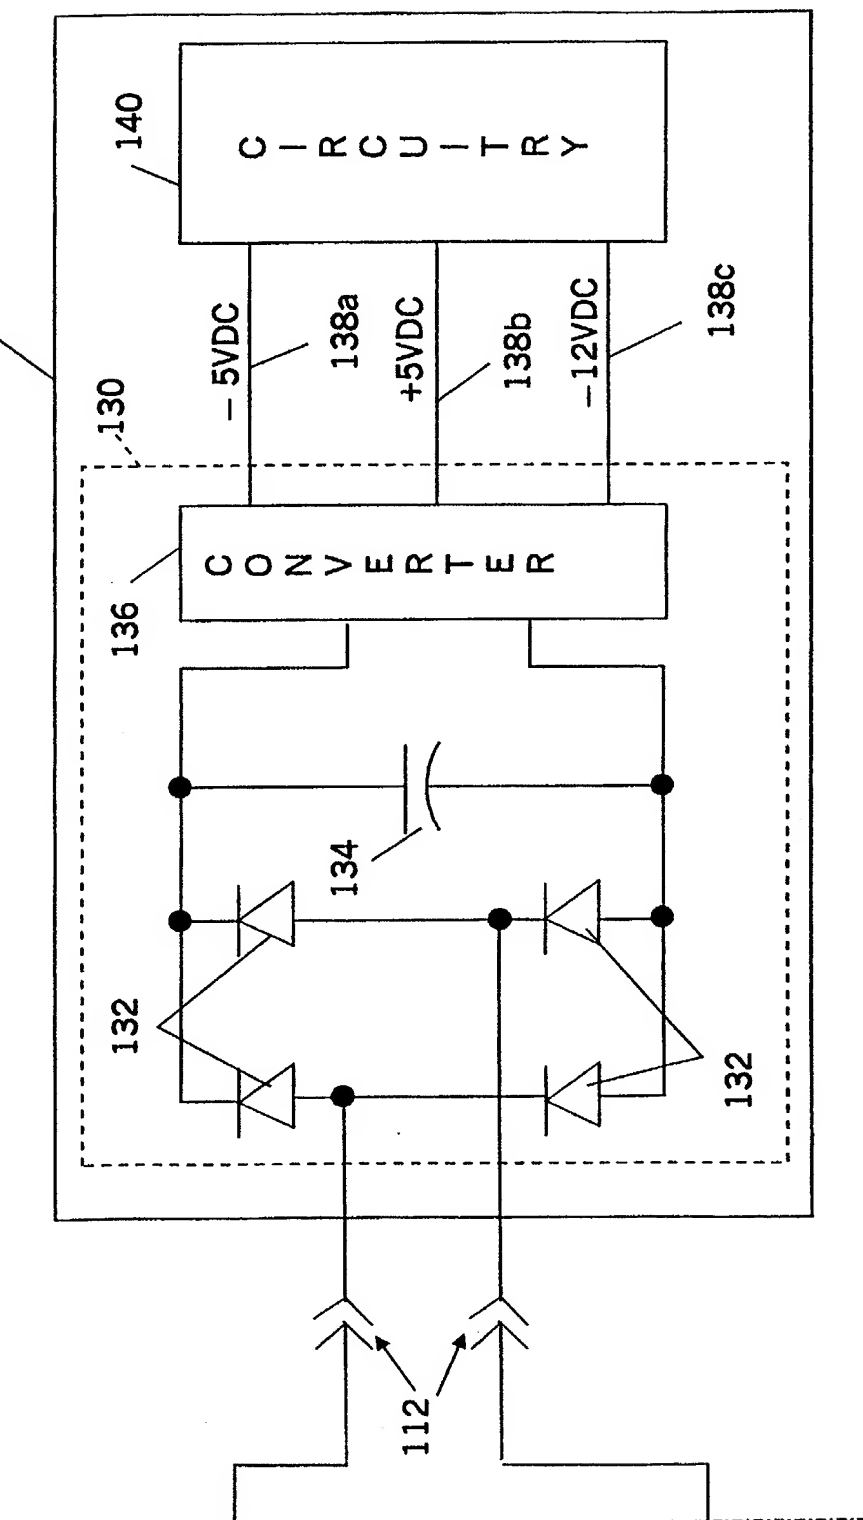 140
CIRCUITRY
−5VDC
138a
+5VDC
138b
−12VDC
138c
130
136
CONVERTER
134
132
132
112